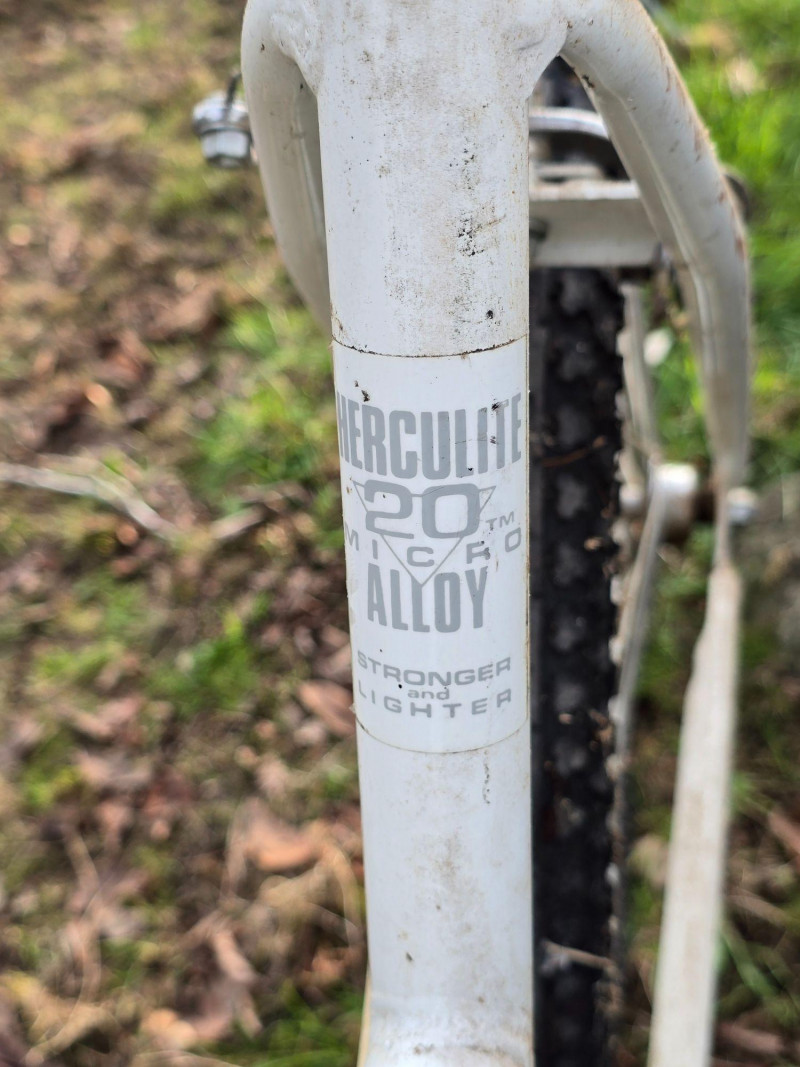 HERCULITE
20™
MICRO
ALLOY
STRONGER
and
LIGHTER